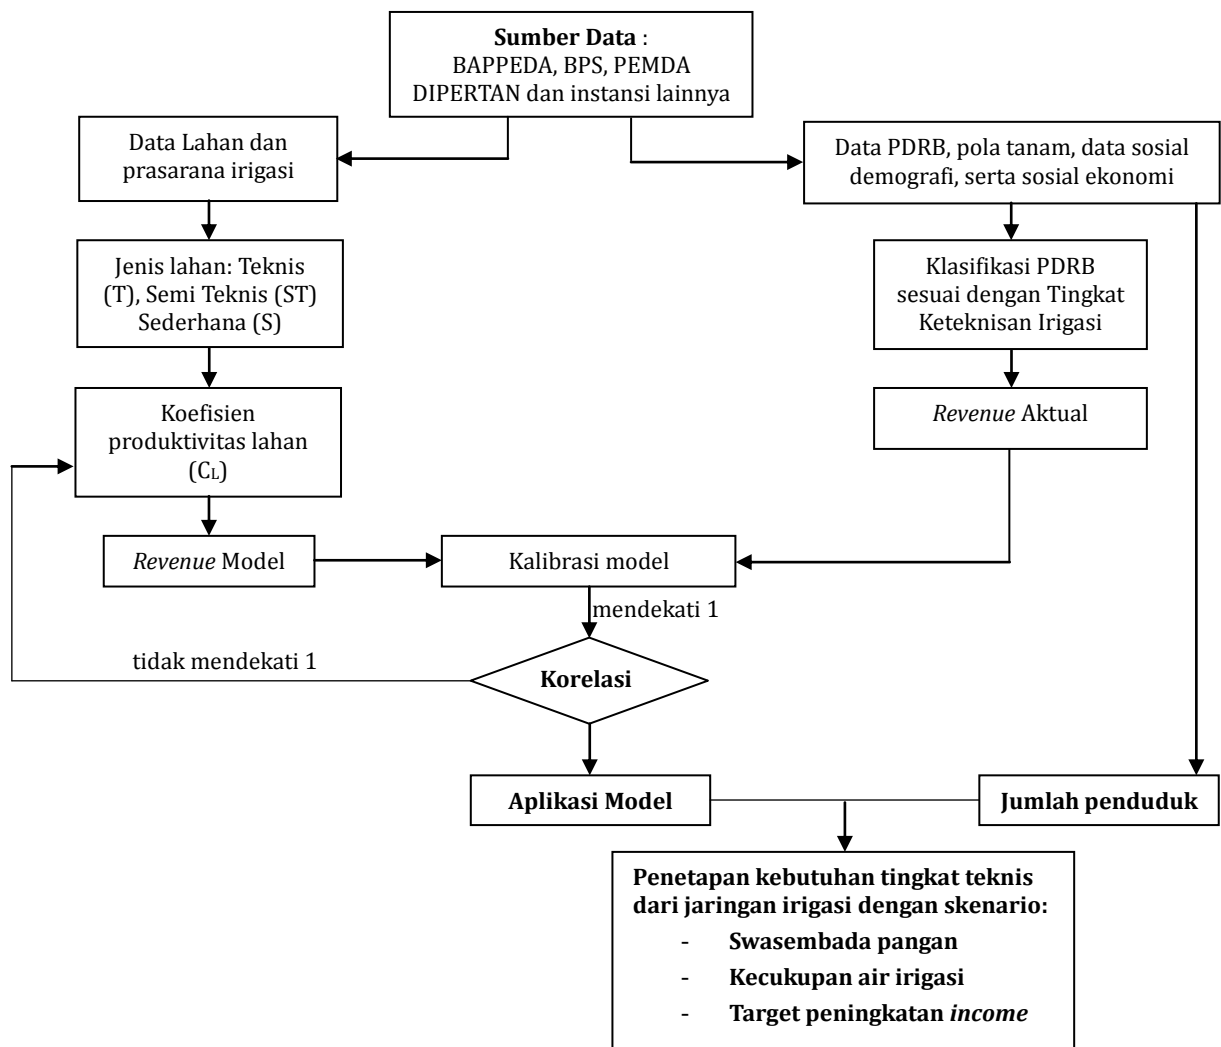 Sumber Data :
BAPPEDA, BPS, PEMDA
DIPERTAN dan instansi lainnya
Data Lahan dan
prasarana irigasi
Data PDRB, pola tanam, data sosial
demografi, serta sosial ekonomi
Jenis lahan: Teknis
(T), Semi Teknis (ST)
Sederhana (S)
Klasifikasi PDRB
sesuai dengan Tingkat
Keteknisan Irigasi
Koefisien
produktivitas lahan
(CL)
Revenue Aktual
Revenue Model
Kalibrasi model
mendekati 1
tidak mendekati 1
Korelasi
Aplikasi Model
Jumlah penduduk
Penetapan kebutuhan tingkat teknis
dari jaringan irigasi dengan skenario:
- Swasembada pangan
- Kecukupan air irigasi
- Target peningkatan income